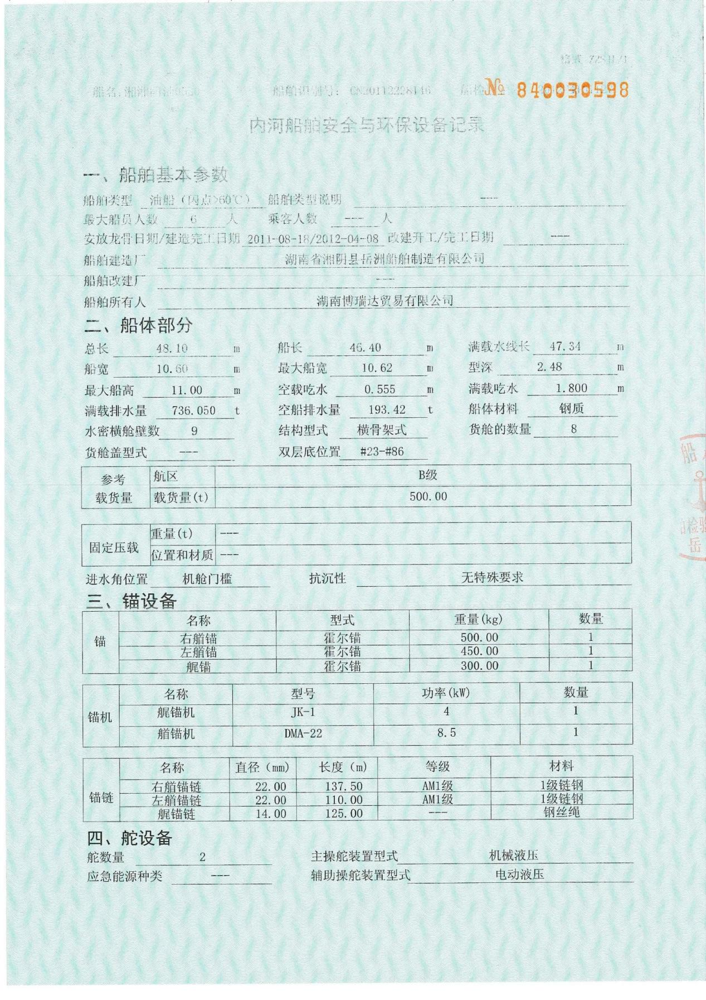 格式
№ 840030598
船名: 船舶识别号: CN20113228146 船检
内河船舶安全与环保设备记录
一、船舶基本参数
船舶类型 油船（闪点>60℃） 船舶类型说明 ---
最大船员人数 6 人 乘客人数 --- 人
安放龙骨日期/建造完工日期 2011-08-18/2012-04-08 改建开工/完工日期 ---
船舶建造厂 湖南省湘阴县岳洲船舶制造有限公司
船舶改建厂 ---
船舶所有人 湖南博瑞达贸易有限公司
二、船体部分
总长 48.10 m 船长 46.40 m 满载水线长 47.34 m
船宽 10.60 m 最大船宽 10.62 m 型深 2.48 m
最大船高 11.00 m 空载吃水 0.555 m 满载吃水 1.800 m
满载排水量 736.050 t 空船排水量 193.42 t 船体材料 钢质
水密横舱壁数 9 结构型式 横骨架式 货舱的数量 8
货舱盖型式 --- 双层底位置 #23-#86
参考载货量 航区 B级
载货量(t) 500.00
固定压载 重量(t) ---
位置和材质 ---
进水角位置 机舱门槛 抗沉性 无特殊要求
三、锚设备
锚 名称 型式 重量(kg) 数量
右艏锚 霍尔锚 500.00 1
左艏锚 霍尔锚 450.00 1
艉锚 霍尔锚 300.00 1
锚机 名称 型号 功率(kW) 数量
艉锚机 JK-1 4 1
艏锚机 DMA-22 8.5 1
锚链 名称 直径（mm） 长度（m） 等级 材料
右艏锚链 22.00 137.50 AM1级 1级链钢
左艏锚链 22.00 110.00 AM1级 1级链钢
艉锚链 14.00 125.00 --- 钢丝绳
四、舵设备
舵数量 2 主操舵装置型式 机械液压
应急能源种类 --- 辅助操舵装置型式 电动液压
船
检验
岳